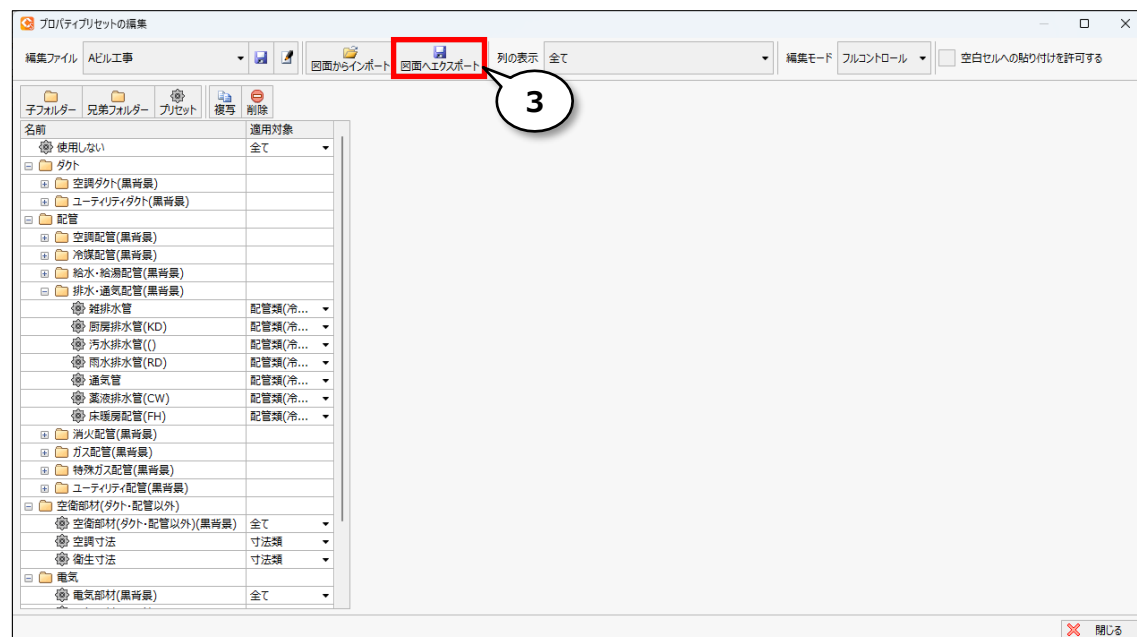 プロパティプリセットの編集
編集ファイル Aビル工事 図面からインポート 図面へエクスポート 列の表示 全て 編集モード フルコントロール 空白セルへの貼り付けを許可する
3
子フォルダー 兄弟フォルダー プリセット 複写 削除
名前 適用対象
使用しない 全て
ダクト
空調ダクト(黒背景)
ユーティリティダクト(黒背景)
配管
空調配管(黒背景)
冷媒配管(黒背景)
給水・給湯配管(黒背景)
排水・通気配管(黒背景)
雑排水管 配管類(冷...
厨房排水管(KD) 配管類(冷...
汚水排水管(() 配管類(冷...
雨水排水管(RD) 配管類(冷...
通気管 配管類(冷...
薬液排水管(CW) 配管類(冷...
床暖房配管(FH) 配管類(冷...
消火配管(黒背景)
ガス配管(黒背景)
特殊ガス配管(黒背景)
ユーティリティ配管(黒背景)
空衛部材(ダクト・配管以外)
空衛部材(ダクト・配管以外)(黒背景) 全て
空調寸法 寸法類
衛生寸法 寸法類
電気
電気部材(黒背景) 全て
閉じる